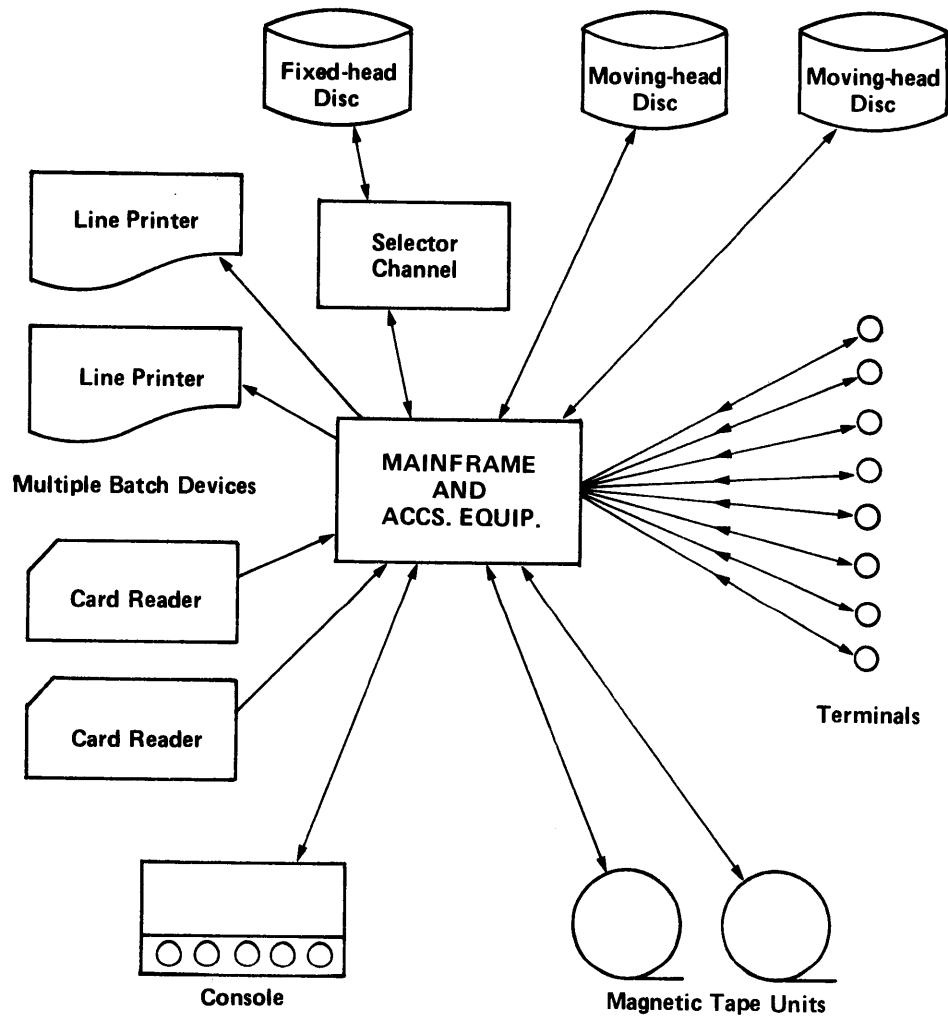 Fixed-head
Disc
Moving-head
Disc
Moving-head
Disc
Line Printer
Selector
Channel
Line Printer
MAINFRAME
AND
ACCS. EQUIP.
Multiple Batch Devices
Card Reader
Card Reader
Terminals
Console
Magnetic Tape Units